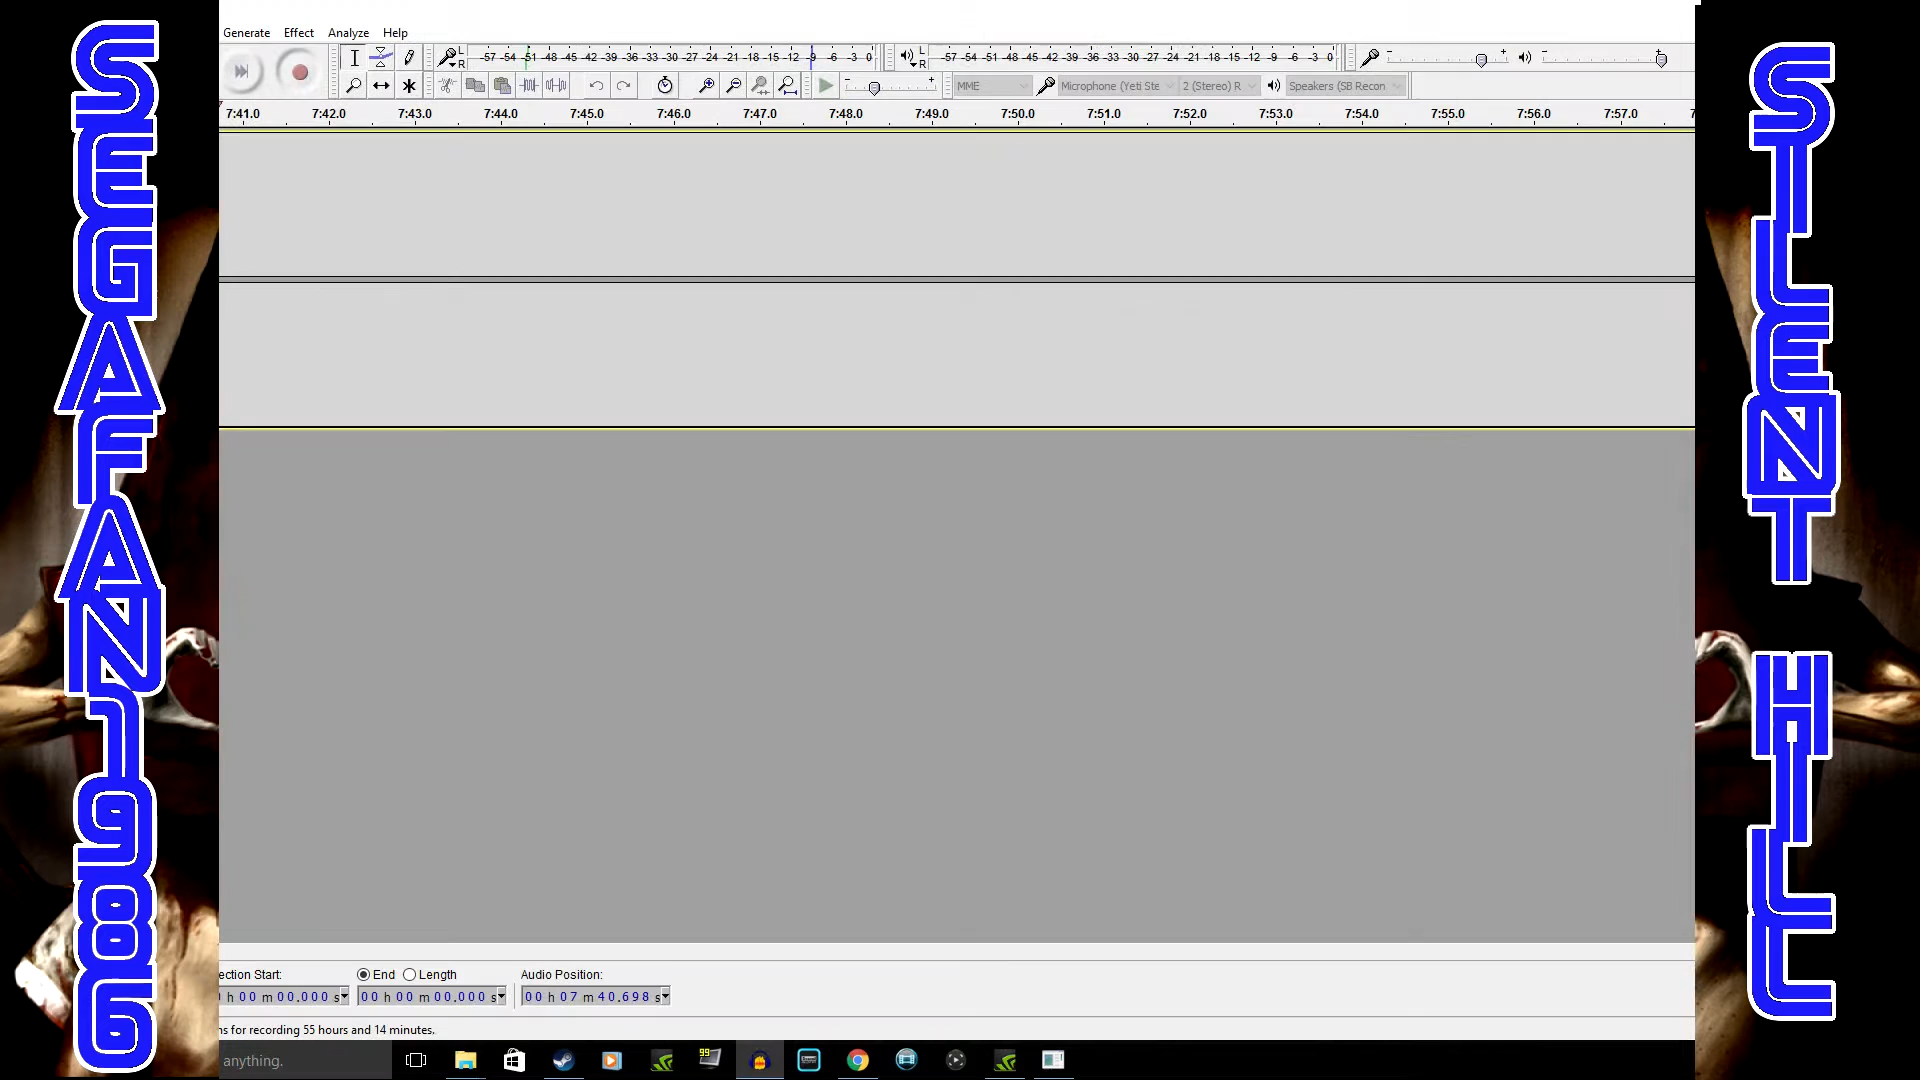 SEGAFAN1986
Generate Effect Analyze Help
L
R
-57 -54 -51 -48 -45 -42 -39 -36 -33 -30 -27 -24 -21 -18 -15 -12 -9 -6 -3 0
L
R
-57 -54 -51 -48 -45 -42 -39 -36 -33 -30 -27 -24 -21 -18 -15 -12 -9 -6 -3 0
MME Microphone (Yeti Ste 2 (Stereo) R Speakers (SB Recon
7:41.0 7:42.0 7:43.0 7:44.0 7:45.0 7:46.0 7:47.0 7:48.0 7:49.0 7:50.0 7:51.0 7:52.0 7:53.0 7:54.0 7:55.0 7:56.0 7:57.0
ection Start: End Length Audio Position:
h 00 m 00.000 s 00 h 00 m 00.000 s 00 h 07 m 40.698 s
ns for recording 55 hours and 14 minutes.
anything.
99
SILENT HILL